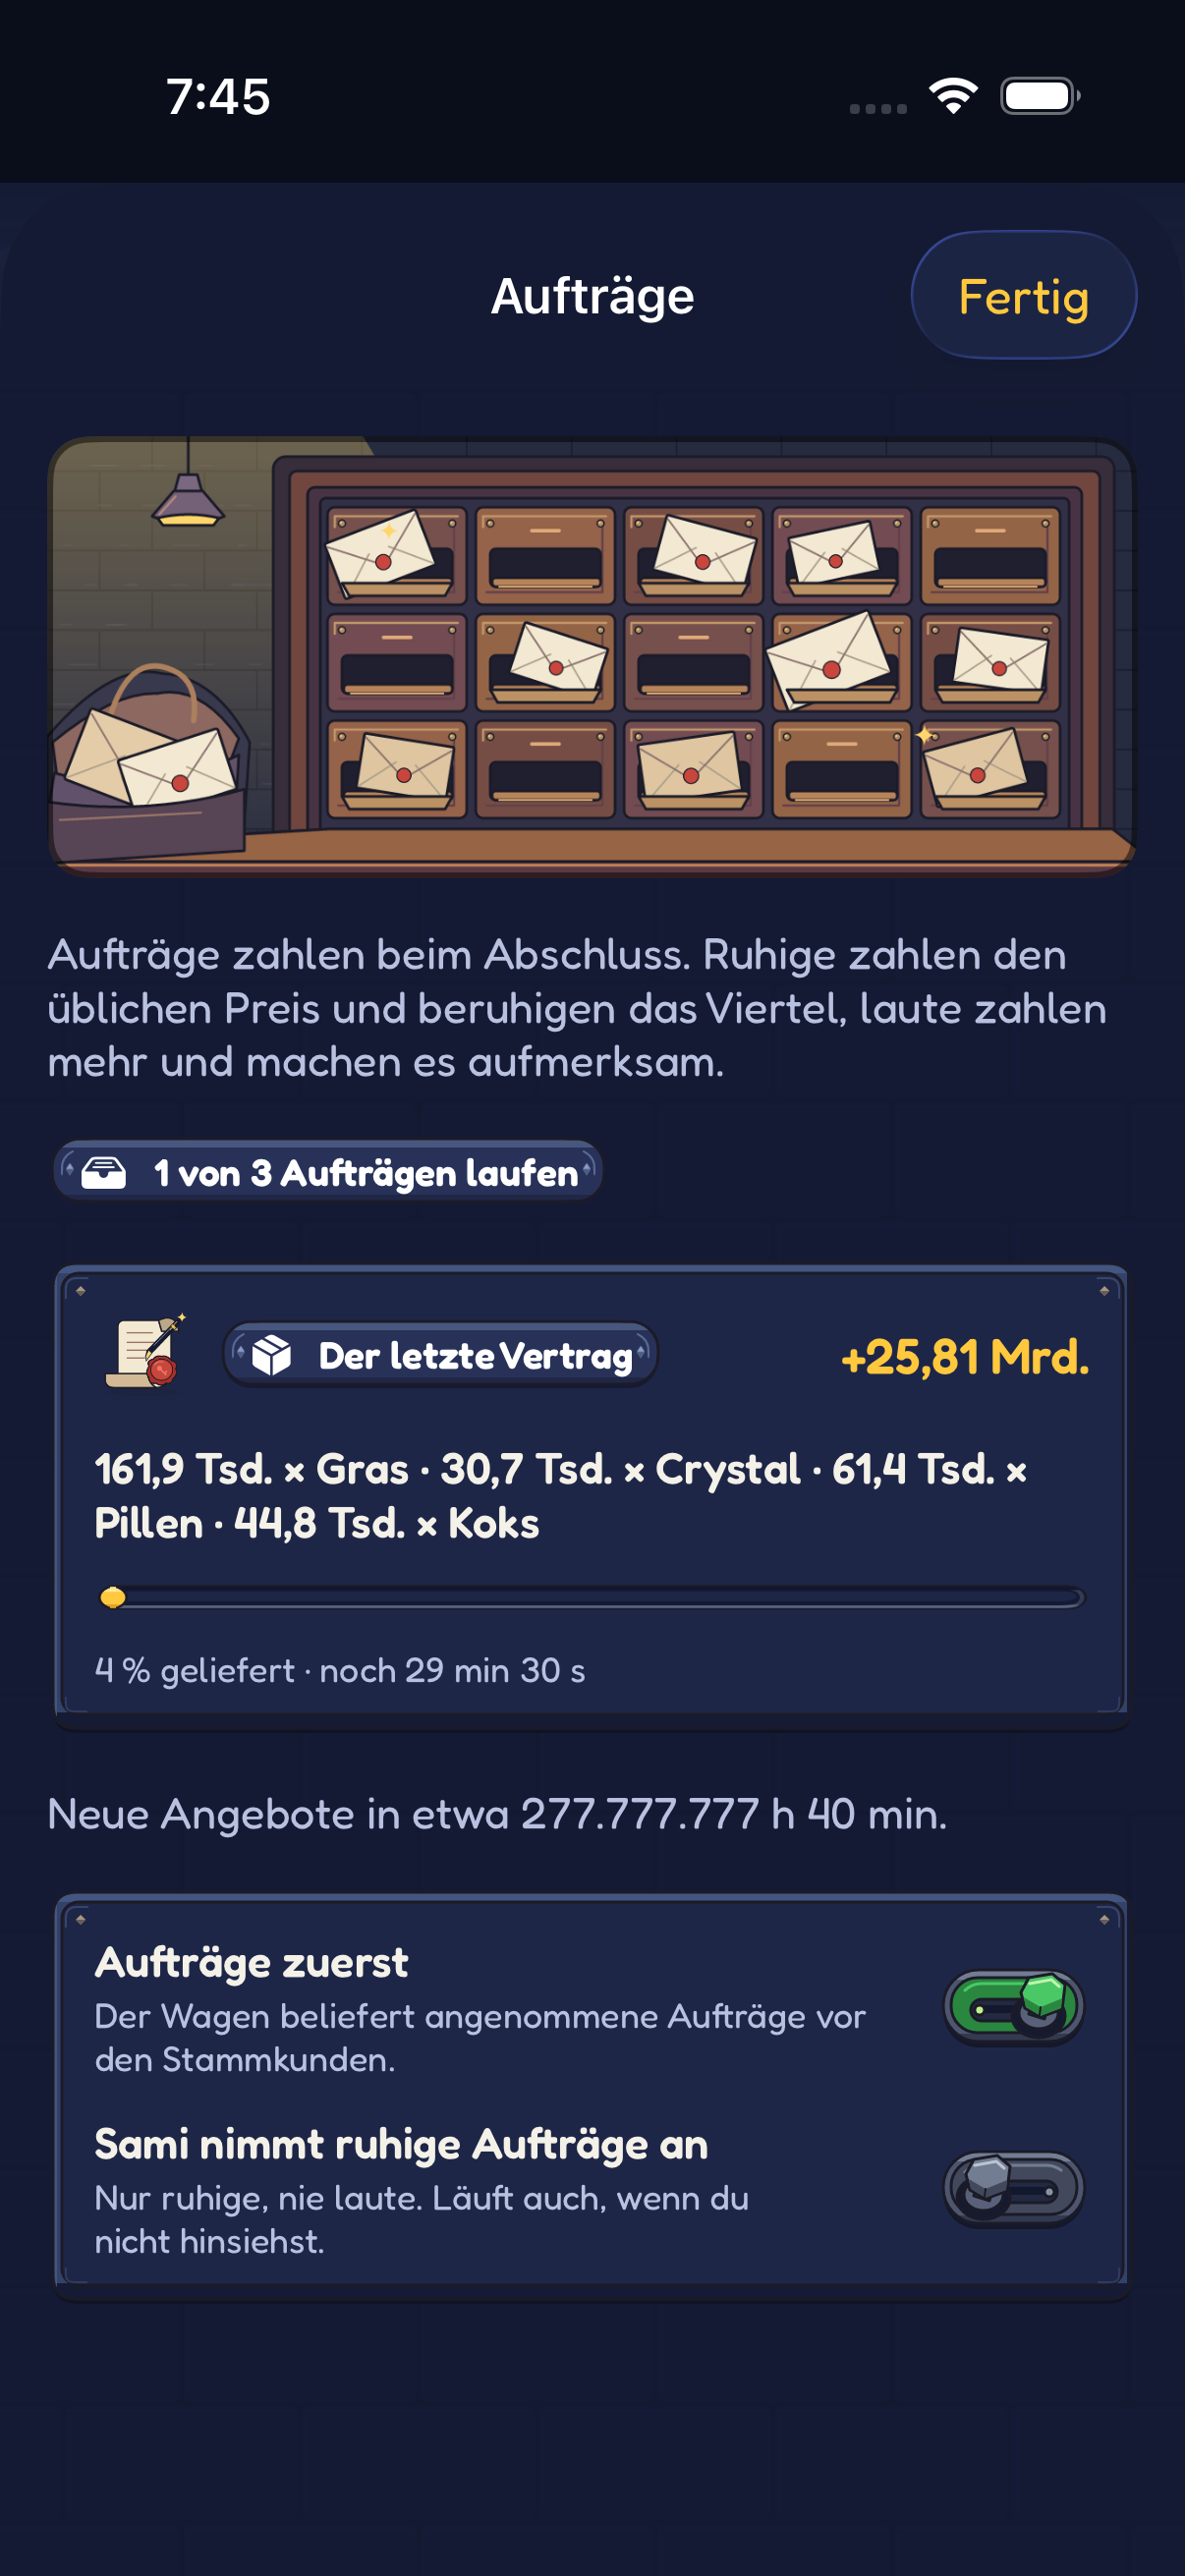 7:45
Aufträge
Fertig
Aufträge zahlen beim Abschluss. Ruhige zahlen den
üblichen Preis und beruhigen das Viertel, laute zahlen
mehr und machen es aufmerksam.
1 von 3 Aufträgen laufen
Der letzte Vertrag
+25,81 Mrd.
161,9 Tsd. × Gras · 30,7 Tsd. × Crystal · 61,4 Tsd. ×
Pillen · 44,8 Tsd. × Koks
4 % geliefert · noch 29 min 30 s
Neue Angebote in etwa 277.777.777 h 40 min.
Aufträge zuerst
Der Wagen beliefert angenommene Aufträge vor
den Stammkunden.
Sami nimmt ruhige Aufträge an
Nur ruhige, nie laute. Läuft auch, wenn du
nicht hinsiehst.